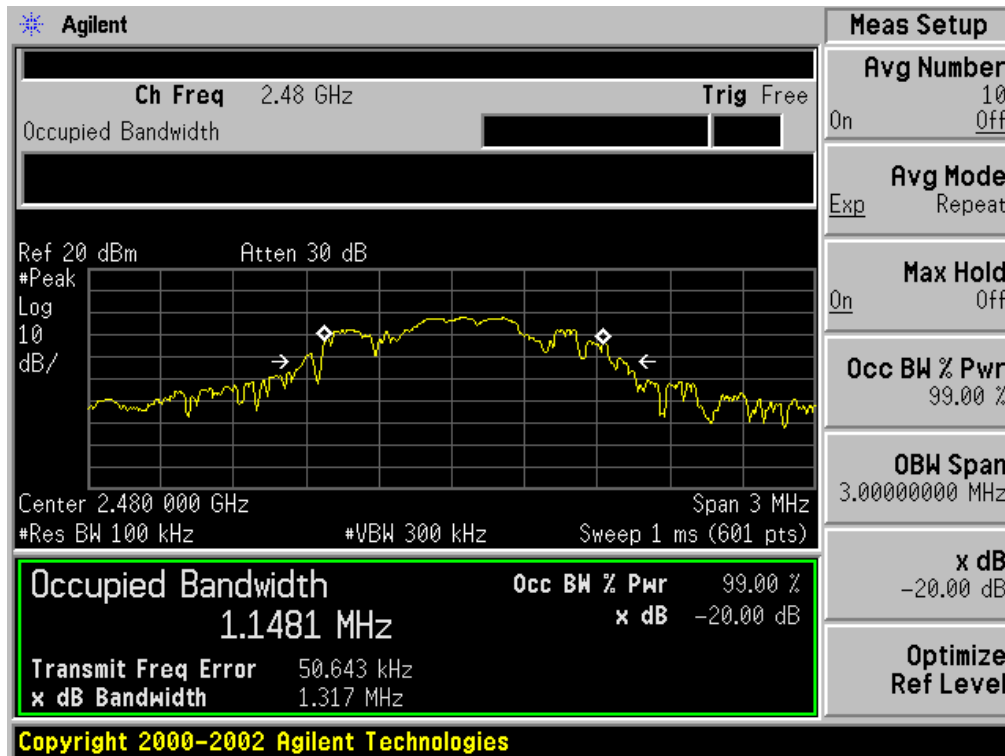 Agilent
Meas Setup
Ch Freq 2.48 GHz
Trig Free
Occupied Bandwidth
Avg Number
10
On Off
Avg Mode
Exp Repeat
Ref 20 dBm Atten 30 dB
#Peak
Log
10
dB/
Max Hold
On Off
Occ BW % Pwr
99.00 %
OBW Span
3.00000000 MHz
Center 2.480 000 GHz Span 3 MHz
#Res BW 100 kHz #VBW 300 kHz Sweep 1 ms (601 pts)
x dB
-20.00 dB
Occupied Bandwidth
1.1481 MHz
Occ BW % Pwr 99.00 %
x dB -20.00 dB
Transmit Freq Error 50.643 kHz
x dB Bandwidth 1.317 MHz
Optimize
Ref Level
Copyright 2000-2002 Agilent Technologies